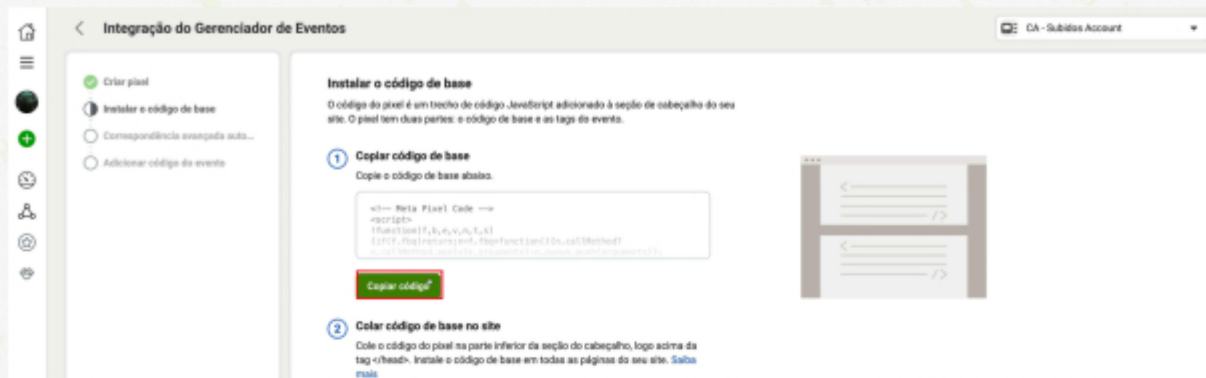 Integração do Gerenciador de Eventos
CA - Subidos Account
Criar pixel
Instalar o código de base
Correspondência avançada auto...
Adicionar código do evento
Instalar o código de base
O código do pixel é um trecho de código JavaScript adicionado à seção de cabeçalho do seu
site. O pixel tem duas partes: o código de base e as tags do evento.
1 Copiar código de base
Copie o código de base abaixo.
<!-- Meta Pixel Code -->
<script>
!function(f,b,e,v,n,t,s)
{if(f.fbq)return;n=f.fbq=function(){n.callMethod?
Copiar código
2 Colar código de base no site
Cole o código do pixel na parte inferior da seção do cabeçalho, logo acima da
tag </head>. Instale o código de base em todas as páginas do seu site. Saiba
mais